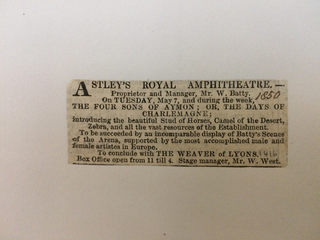 ASTLEY'S ROYAL AMPHITHEATRE.—
Proprietor and Manager, Mr. W. Batty.
1850
On TUESDAY, May 7, and during the week,
THE FOUR SONS OF AYMON; OR, THE DAYS OF
CHARLEMAGNE;
introducing the beautiful Stud of Horses, Camel of the Desert,
Zebra, and all the vast resources of the Establishment.
To be succeeded by an incomparable display of Batty's Scenes
of the Arena, supported by the most accomplished male and
female artistes in Europe.
To conclude with THE WEAVER of LYONS.
Box Office open from 11 till 4. Stage manager, Mr. W. West.